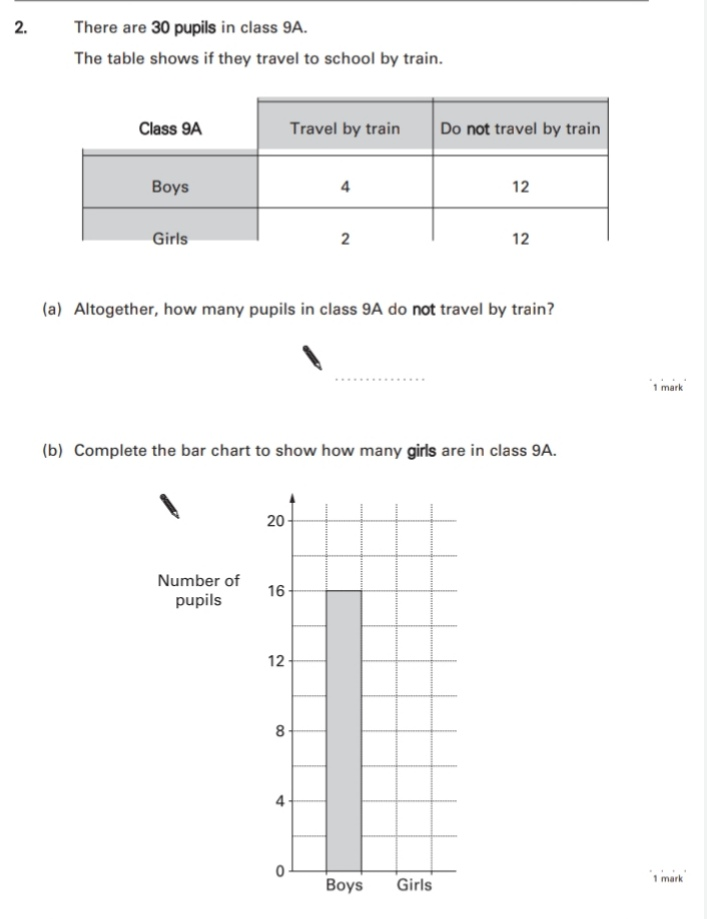 2. There are 30 pupils in class 9A.
The table shows if they travel to school by train.
Class 9A Travel by train Do not travel by train
Boys 4 12
Girls 2 12
(a) Altogether, how many pupils in class 9A do not travel by train?
...............
1 mark
(b) Complete the bar chart to show how many girls are in class 9A.
20
Number of
pupils
16
12
8
4
0
Boys Girls
1 mark